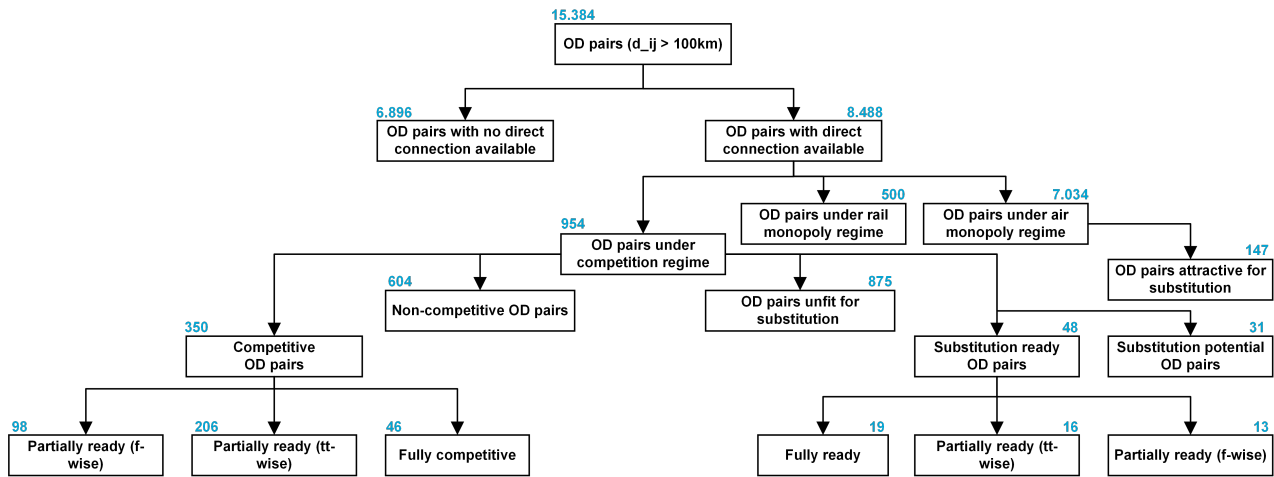 15.384
OD pairs (d_ij > 100km)
6.896
OD pairs with no direct
connection available
8.488
OD pairs with direct
connection available
500
OD pairs under rail
monopoly regime
7.034
OD pairs under air
monopoly regime
954
OD pairs under
competition regime
147
OD pairs attractive for
substitution
604
Non-competitive OD pairs
875
OD pairs unfit for
substitution
350
Competitive
OD pairs
48
Substitution ready
OD pairs
31
Substitution potential
OD pairs
98
Partially ready (f-
wise)
206
Partially ready (tt-
wise)
46
Fully competitive
19
Fully ready
16
Partially ready (tt-
wise)
13
Partially ready (f-wise)